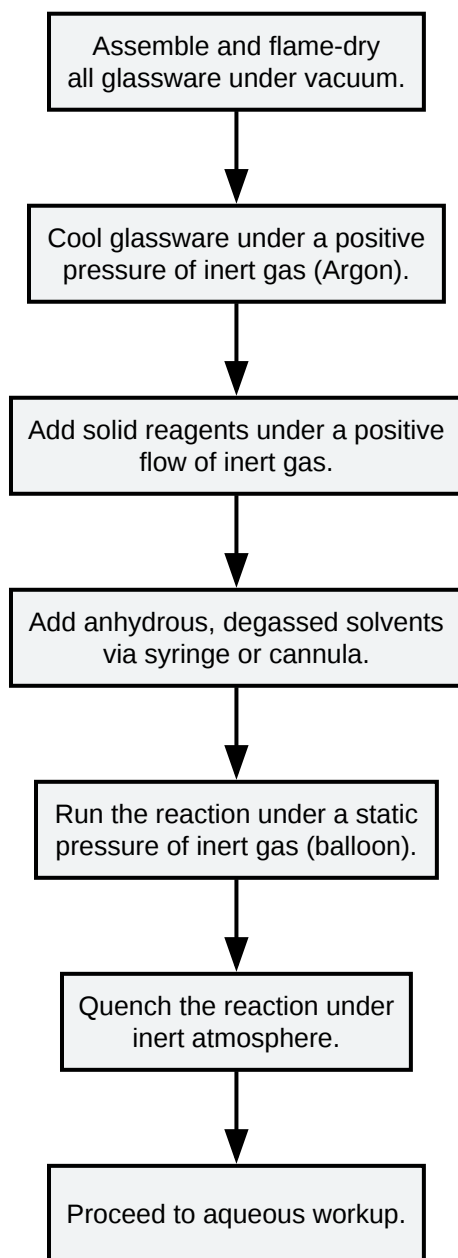 Assemble and flame-dry
all glassware under vacuum.
Cool glassware under a positive
pressure of inert gas (Argon).
Add solid reagents under a positive
flow of inert gas.
Add anhydrous, degassed solvents
via syringe or cannula.
Run the reaction under a static
pressure of inert gas (balloon).
Quench the reaction under
inert atmosphere.
Proceed to aqueous workup.